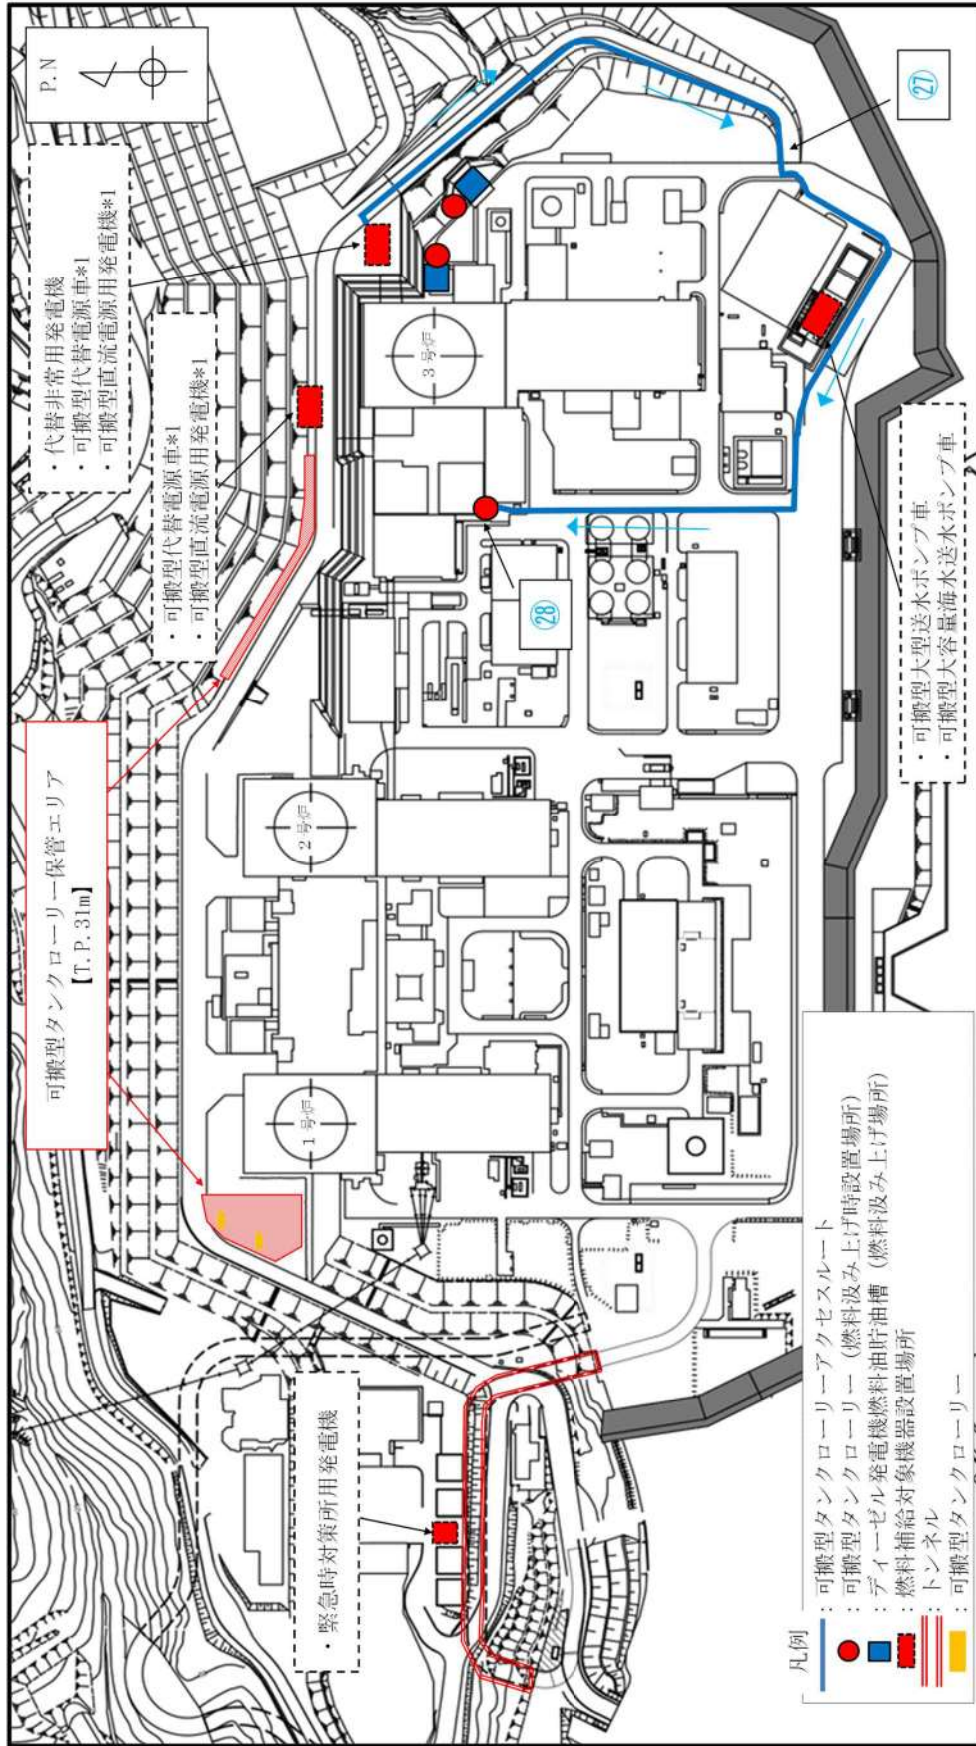 P.N
・代替非常用発電機
・可搬型代替電源車*1
・可搬型直流電源用発電機*1
・可搬型代替電源車*1
・可搬型直流電源用発電機*1
可搬型タンクローリー保管エリア
【T.P.31m】
・緊急時対策所用発電機
1号炉
2号炉
3号炉
㉗
㉘
・可搬型大型送水ポンプ車
・可搬型大容量海水送水ポンプ車
凡例
：可搬型タンクローリーアクセスルート
：可搬型タンクローリー（燃料汲み上げ時設置場所）
：ディーゼル発電機燃料油貯油槽（燃料汲み上げ場所）
：燃料補給対象機器設置場所
：トンネル
：可搬型タンクローリー